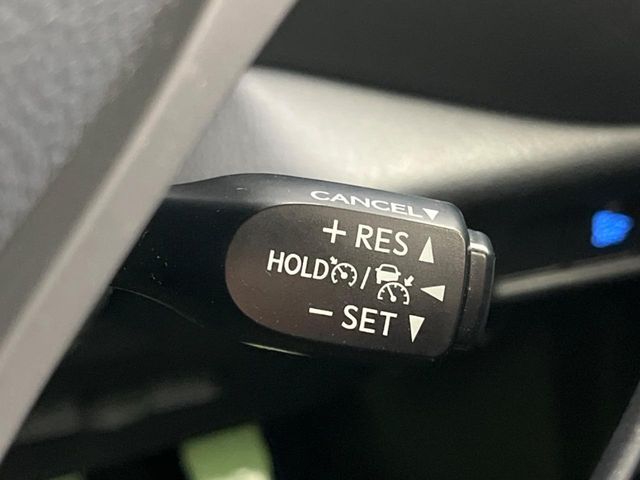 CANCEL▼
+ RES ▲
HOLD / ◀
− SET ▼